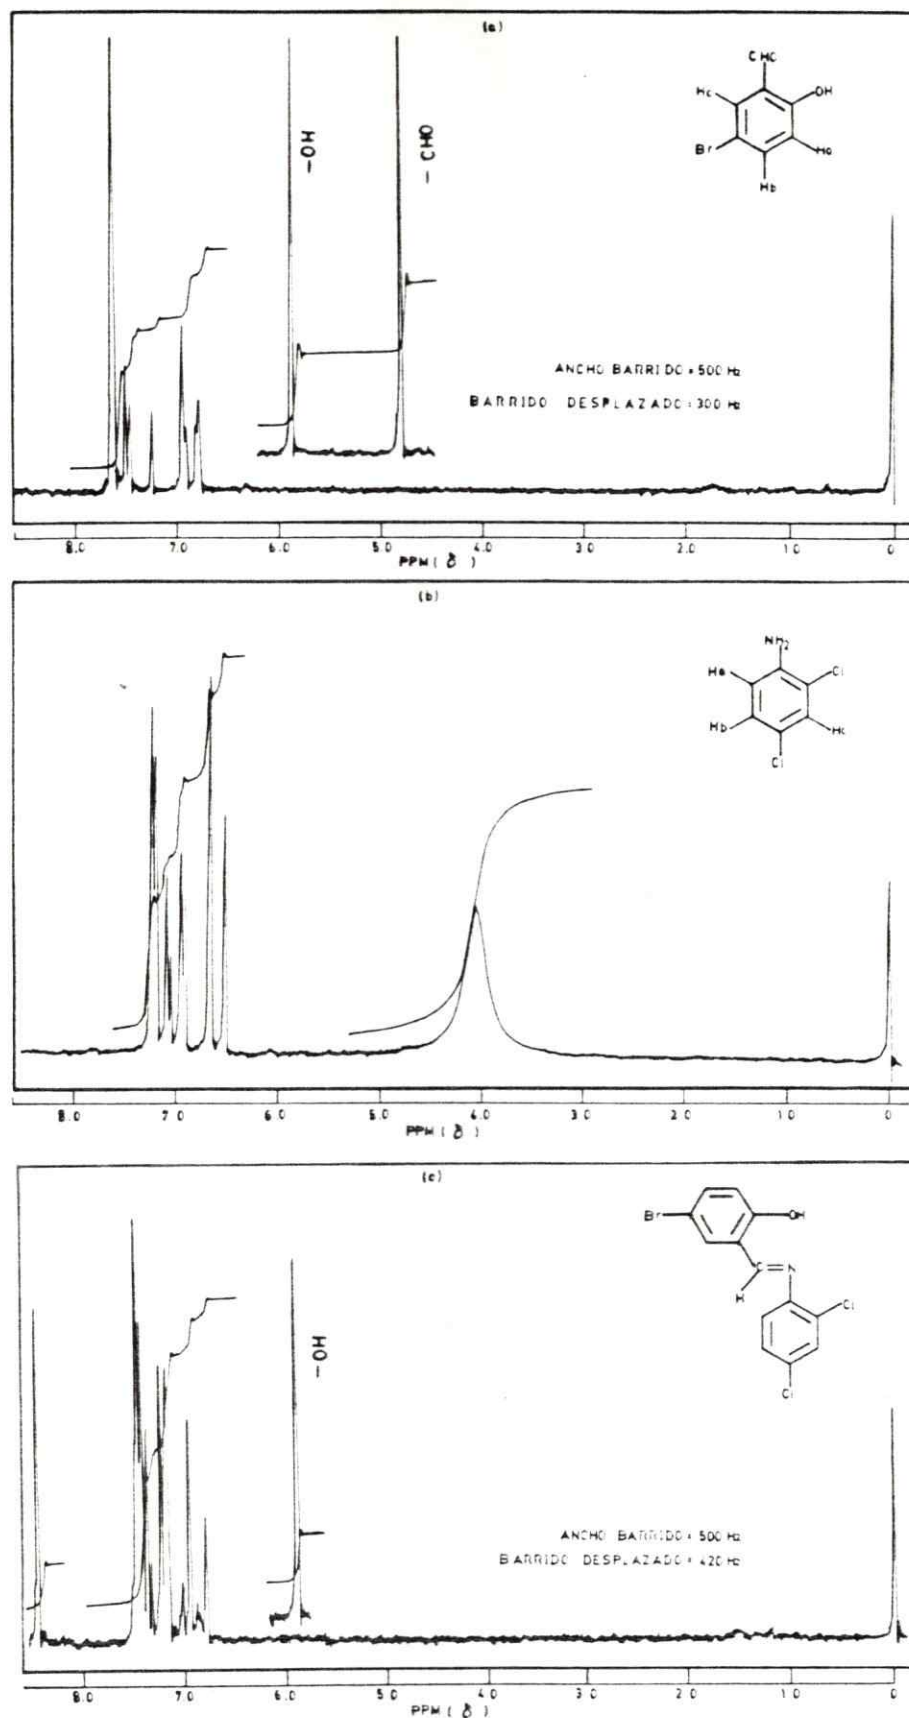 (a)
CHO
Hc
OH
Br
Ha
Hb
-OH
- CHO
ANCHO BARRIDO = 500 Hz
BARRIDO DESPLAZADO = 300 Hz
8.0 7.0 6.0 5.0 4.0 3.0 2.0 1.0 0
PPM ( δ )
(b)
NH2
Ha
Cl
Hb
Hc
Cl
8.0 7.0 6.0 5.0 4.0 3.0 2.0 1.0 0
PPM ( δ )
(c)
Br
OH
C=N
H
Cl
Cl
-OH
ANCHO BARRIDO = 500 Hz
BARRIDO DESPLAZADO = 420 Hz
8.0 7.0 6.0 5.0 4.0 3.0 2.0 1.0 0
PPM ( δ )